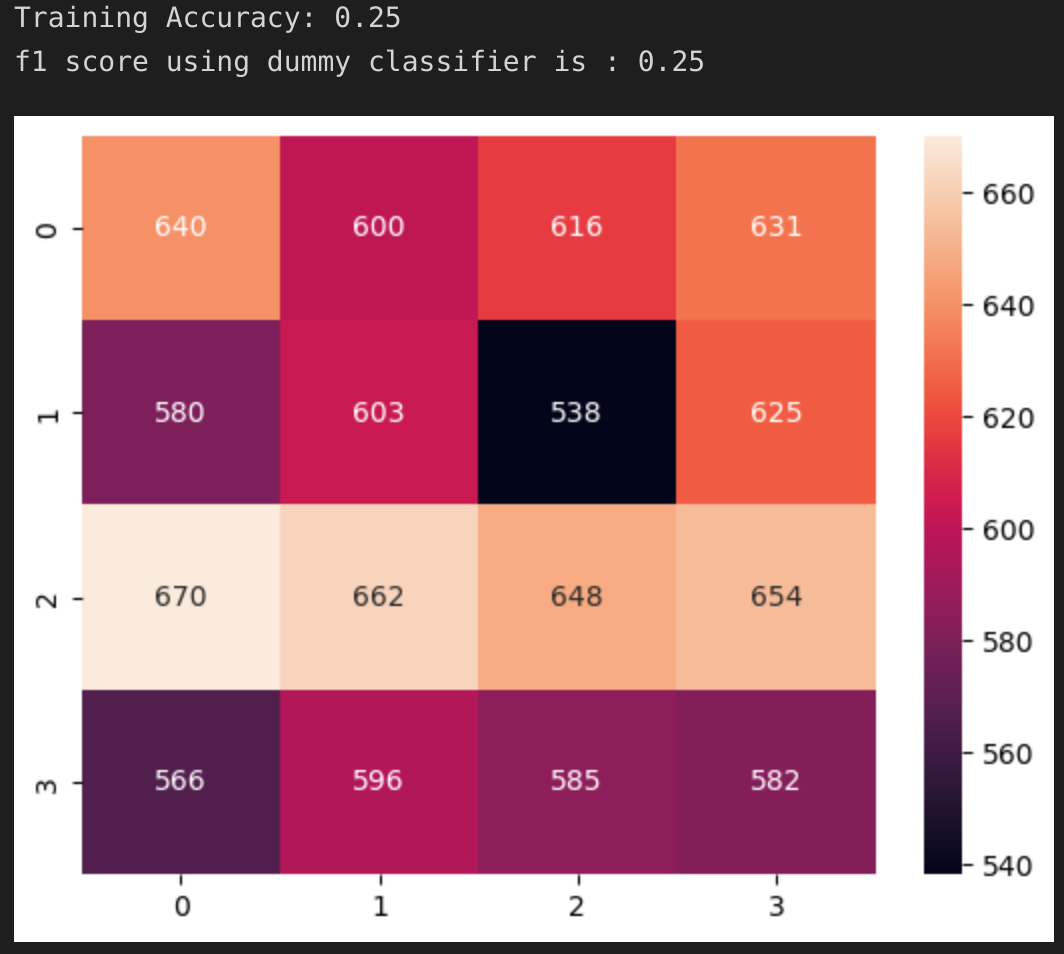 Training Accuracy: 0.25
f1 score using dummy classifier is : 0.25
0 640 600 616 631
1 580 603 538 625
2 670 662 648 654
3 566 596 585 582
0 1 2 3
660
640
620
600
580
560
540